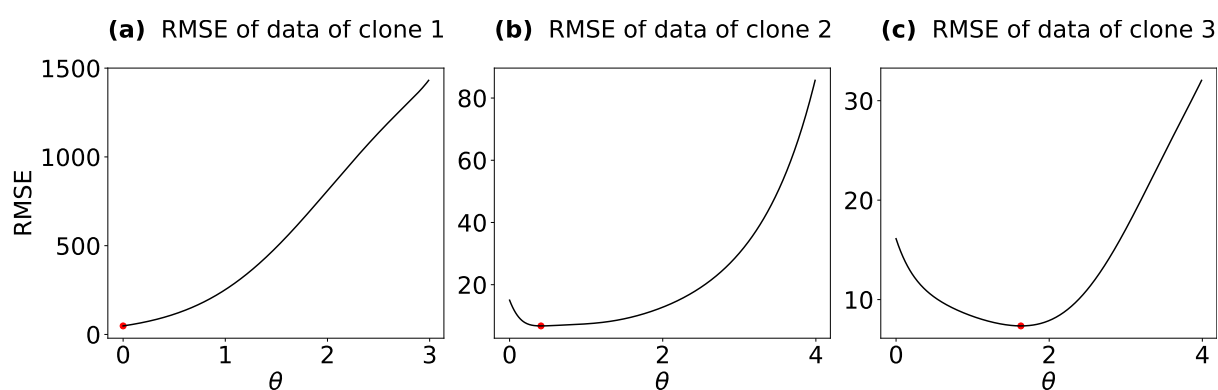 (a) RMSE of data of clone 1
(b) RMSE of data of clone 2
(c) RMSE of data of clone 3
RMSE
1500
1000
500
0
0 1 2 3
θ
80
60
40
20
0 2 4
θ
30
20
10
0 2 4
θ